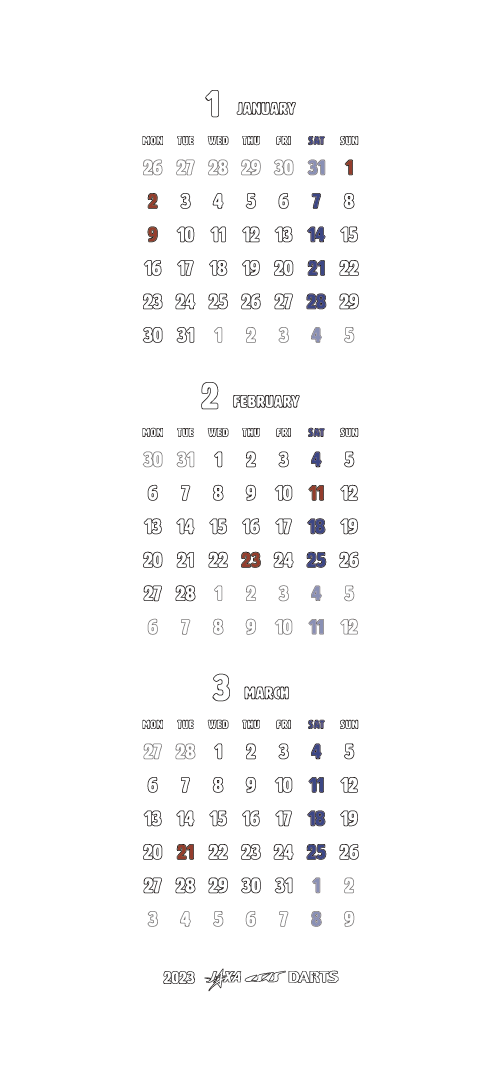 1 JANUARY
MON TUE WED THU FRI SAT SUN
26 27 28 29 30 31 1
2 3 4 5 6 7 8
9 10 11 12 13 14 15
16 17 18 19 20 21 22
23 24 25 26 27 28 29
30 31 1 2 3 4 5
2 FEBRUARY
MON TUE WED THU FRI SAT SUN
30 31 1 2 3 4 5
6 7 8 9 10 11 12
13 14 15 16 17 18 19
20 21 22 23 24 25 26
27 28 1 2 3 4 5
6 7 8 9 10 11 12
3 MARCH
MON TUE WED THU FRI SAT SUN
27 28 1 2 3 4 5
6 7 8 9 10 11 12
13 14 15 16 17 18 19
20 21 22 23 24 25 26
27 28 29 30 31 1 2
3 4 5 6 7 8 9
2023 JAXA DARTS